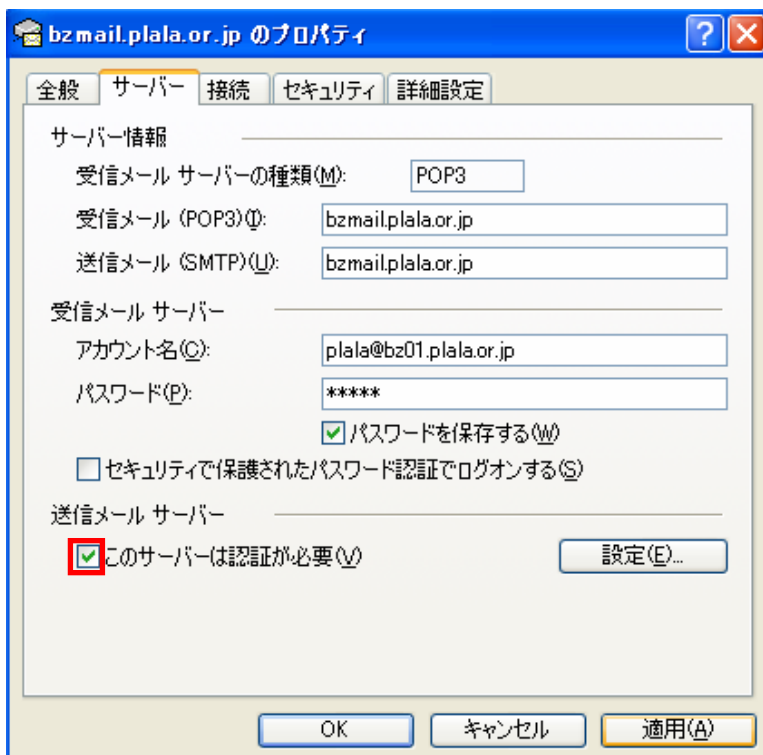 bzmail.plala.or.jp のプロパティ
全般 サーバー 接続 セキュリティ 詳細設定
サーバー情報
受信メール サーバーの種類(M): POP3
受信メール (POP3)(I): bzmail.plala.or.jp
送信メール (SMTP)(U): bzmail.plala.or.jp
受信メール サーバー
アカウント名(C): plala@bz01.plala.or.jp
パスワード(P): *****
パスワードを保存する(W)
セキュリティで保護されたパスワード認証でログオンする(S)
送信メール サーバー
このサーバーは認証が必要(V) 設定(E)...
OK キャンセル 適用(A)